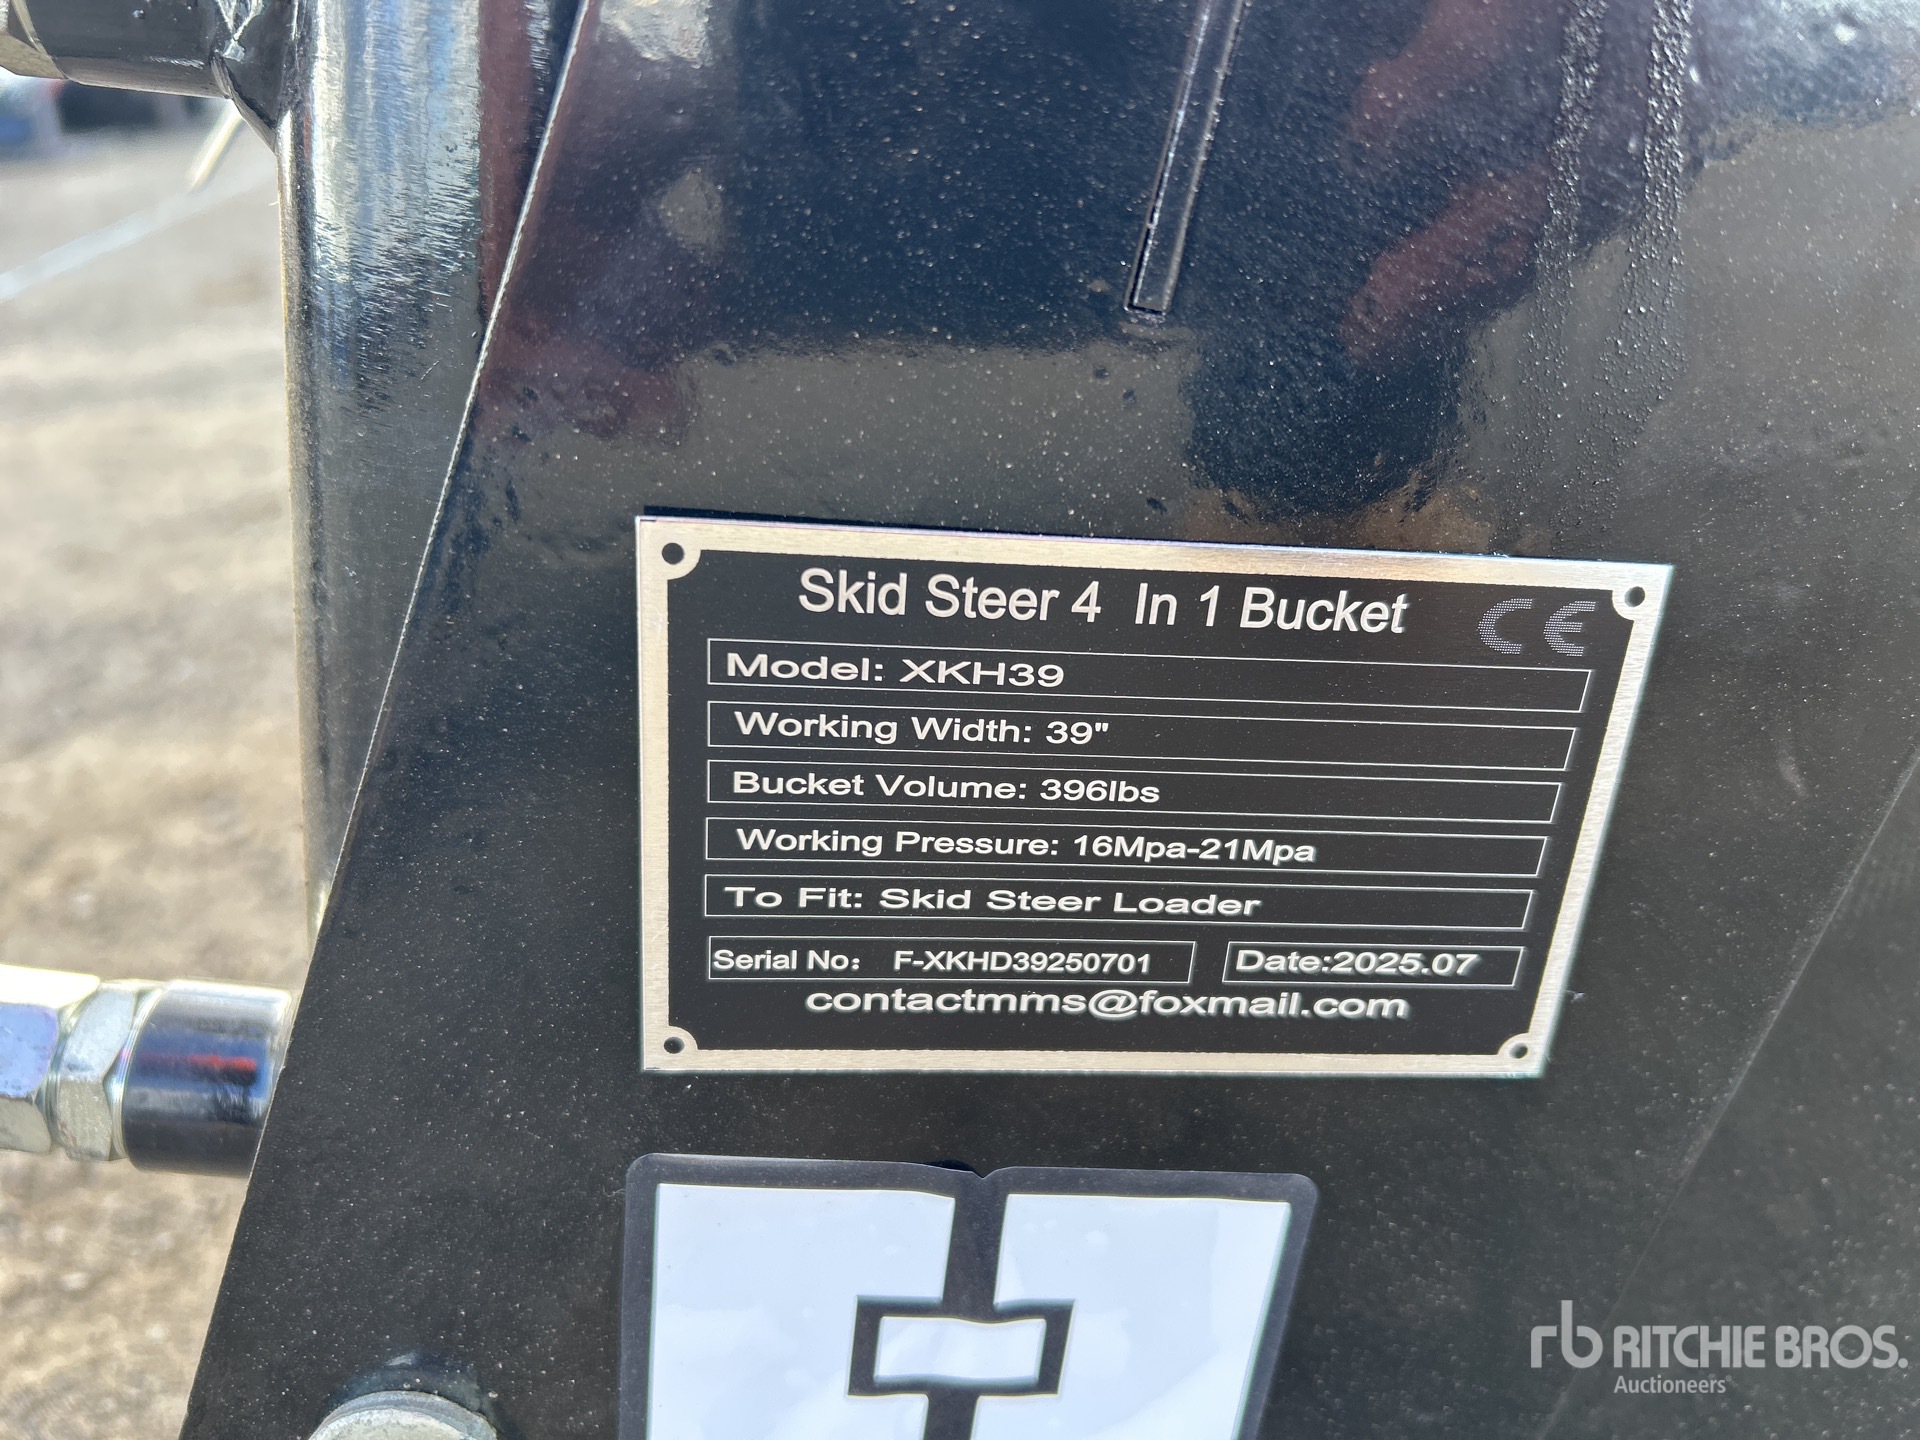 Skid Steer 4 In 1 Bucket
CE
Model: XKH39
Working Width: 39"
Bucket Volume: 396lbs
Working Pressure: 16Mpa-21Mpa
To Fit: Skid Steer Loader
Serial No: F-XKHD39250701
Date:2025.07
contactmms@foxmail.com
rb RITCHIE BROS.
Auctioneers